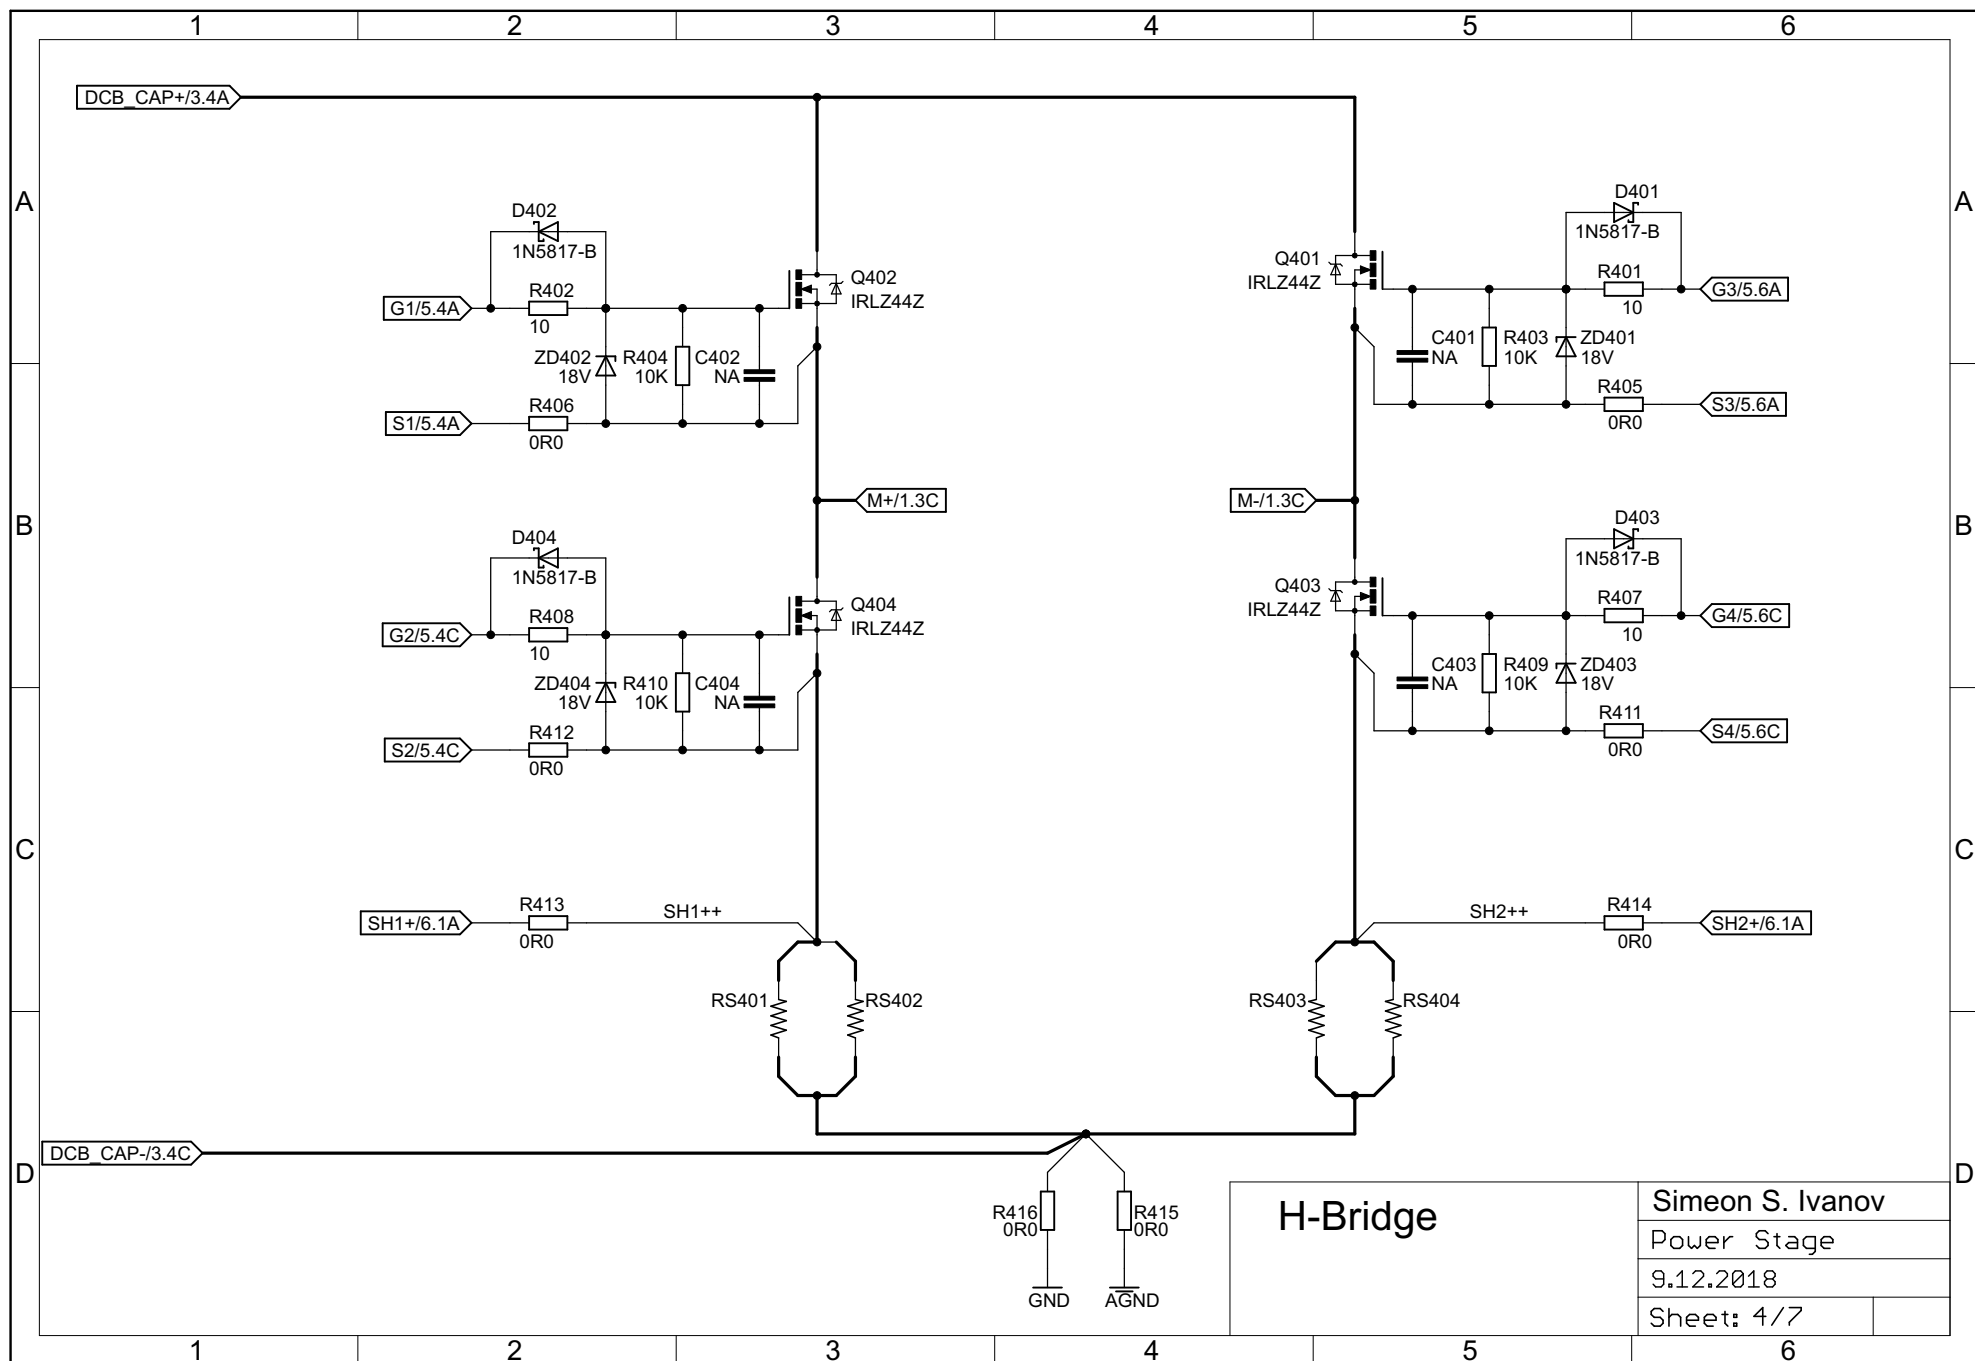 1 2 3 4 5 6
DCB_CAP+/3.4A
A
A
D402
1N5817-B
R402
10
G1/5.4A
ZD402
18V
R404
10K
C402
NA
Q402
IRLZ44Z
R406
0R0
S1/5.4A
D401
1N5817-B
Q401
IRLZ44Z
R401
10
G3/5.6A
C401
NA
R403
10K
ZD401
18V
R405
0R0
S3/5.6A
M+/1.3C
M-/1.3C
B
B
D404
1N5817-B
R408
10
G2/5.4C
ZD404
18V
R410
10K
C404
NA
Q404
IRLZ44Z
R412
0R0
S2/5.4C
D403
1N5817-B
Q403
IRLZ44Z
R407
10
G4/5.6C
C403
NA
R409
10K
ZD403
18V
R411
0R0
S4/5.6C
C
C
SH1+/6.1A
R413
0R0
SH1++
SH2++
R414
0R0
SH2+/6.1A
RS401
RS402
RS403
RS404
DCB_CAP-/3.4C
D
D
R416
0R0
R415
0R0
GND
AGND
H-Bridge
Simeon S. Ivanov
Power Stage
9.12.2018
Sheet: 4/7
1 2 3 4 5 6